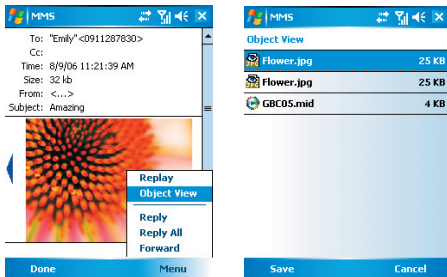 MMS
To: "Emily"<0911287830>
Cc:
Time: 8/9/06 11:21:39 AM
Size: 32 kb
From: <...>
Subject: Amazing
Replay
Object View
Reply
Reply All
Forward
Done Menu
MMS
Object View
Flower.jpg 25 KB
Flower.jpg 25 KB
GBC05.mid 4 KB
Save Cancel